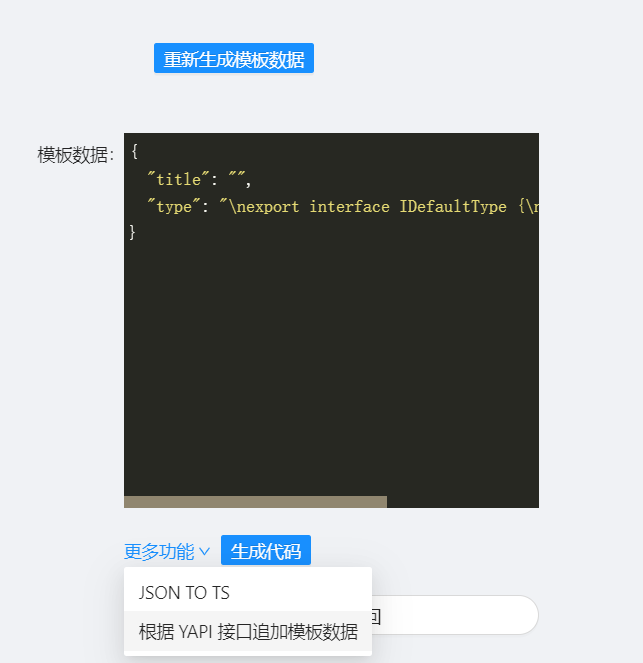 重新生成模板数据
模板数据:
{
"title": "",
"type": "\nexport interface IDefaultType {\n
}
更多功能 生成代码
JSON TO TS
根据 YAPI 接口追加模板数据